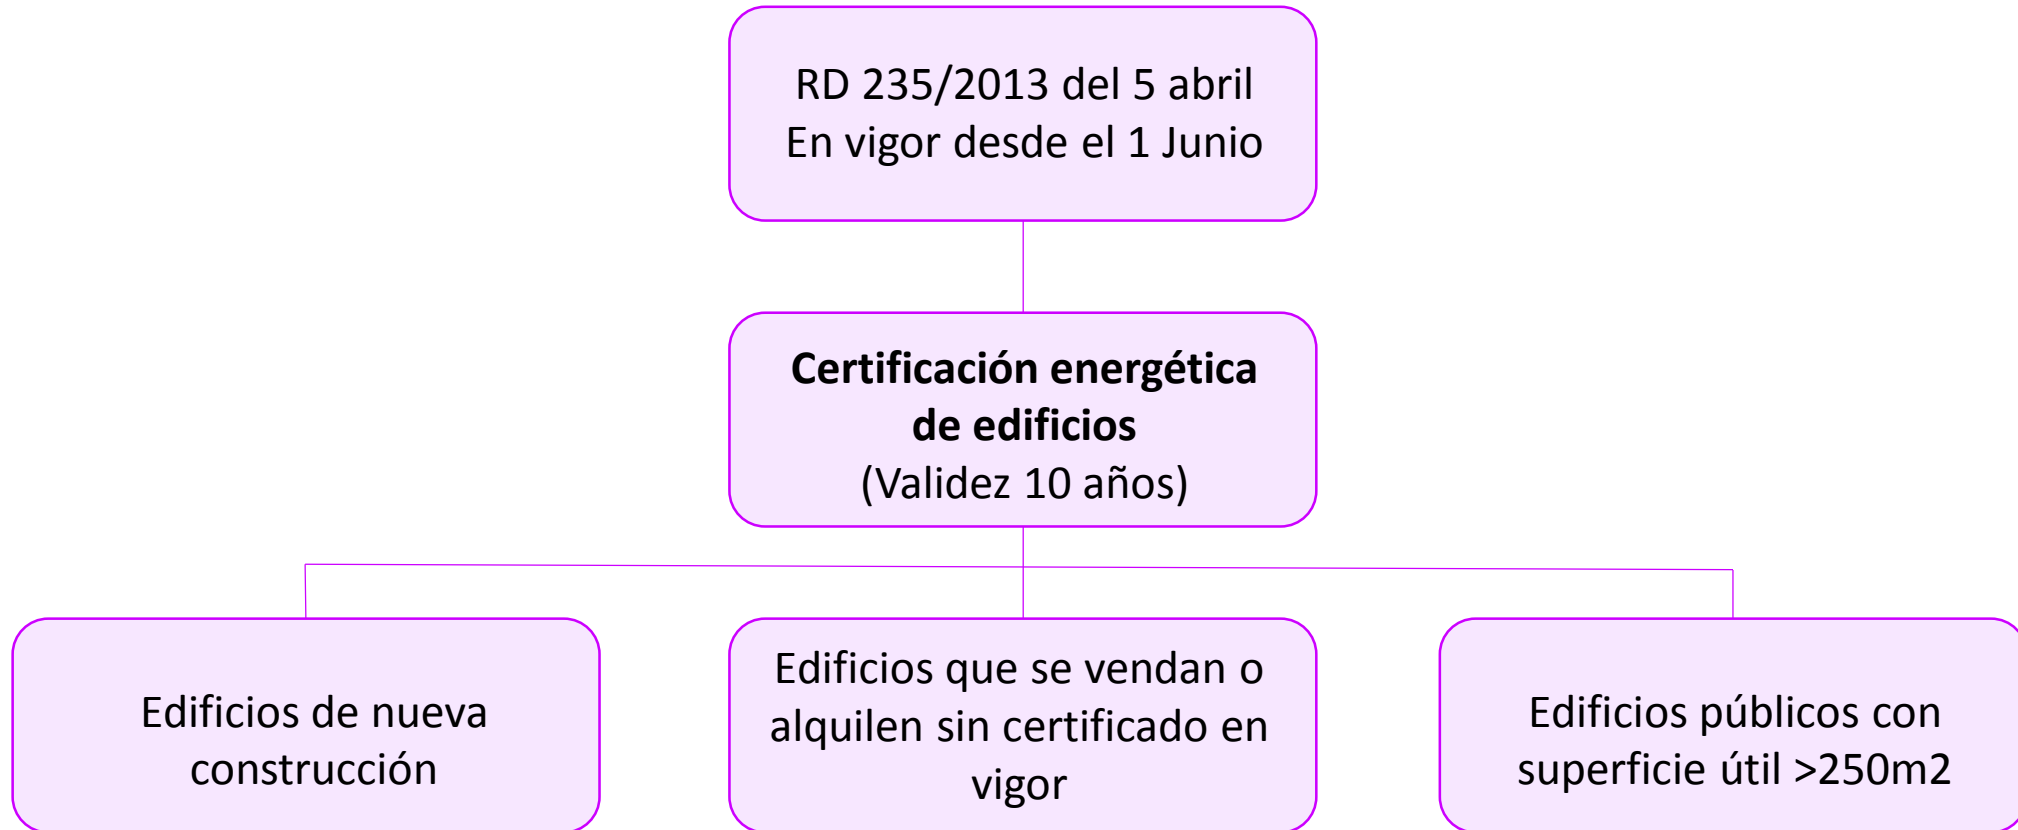 RD 235/2013 del 5 abril
En vigor desde el 1 Junio
Certificación energética
de edificios
(Validez 10 años)
Edificios de nueva
construcción
Edificios que se vendan o
alquilen sin certificado en
vigor
Edificios públicos con
superficie útil >250m2